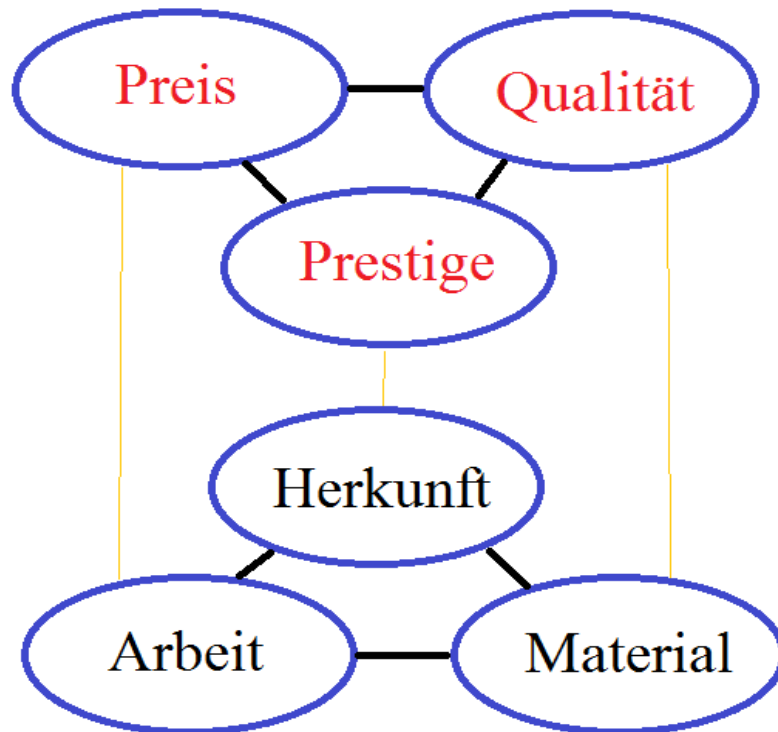 Preis
Qualität
Prestige
Herkunft
Arbeit
Material